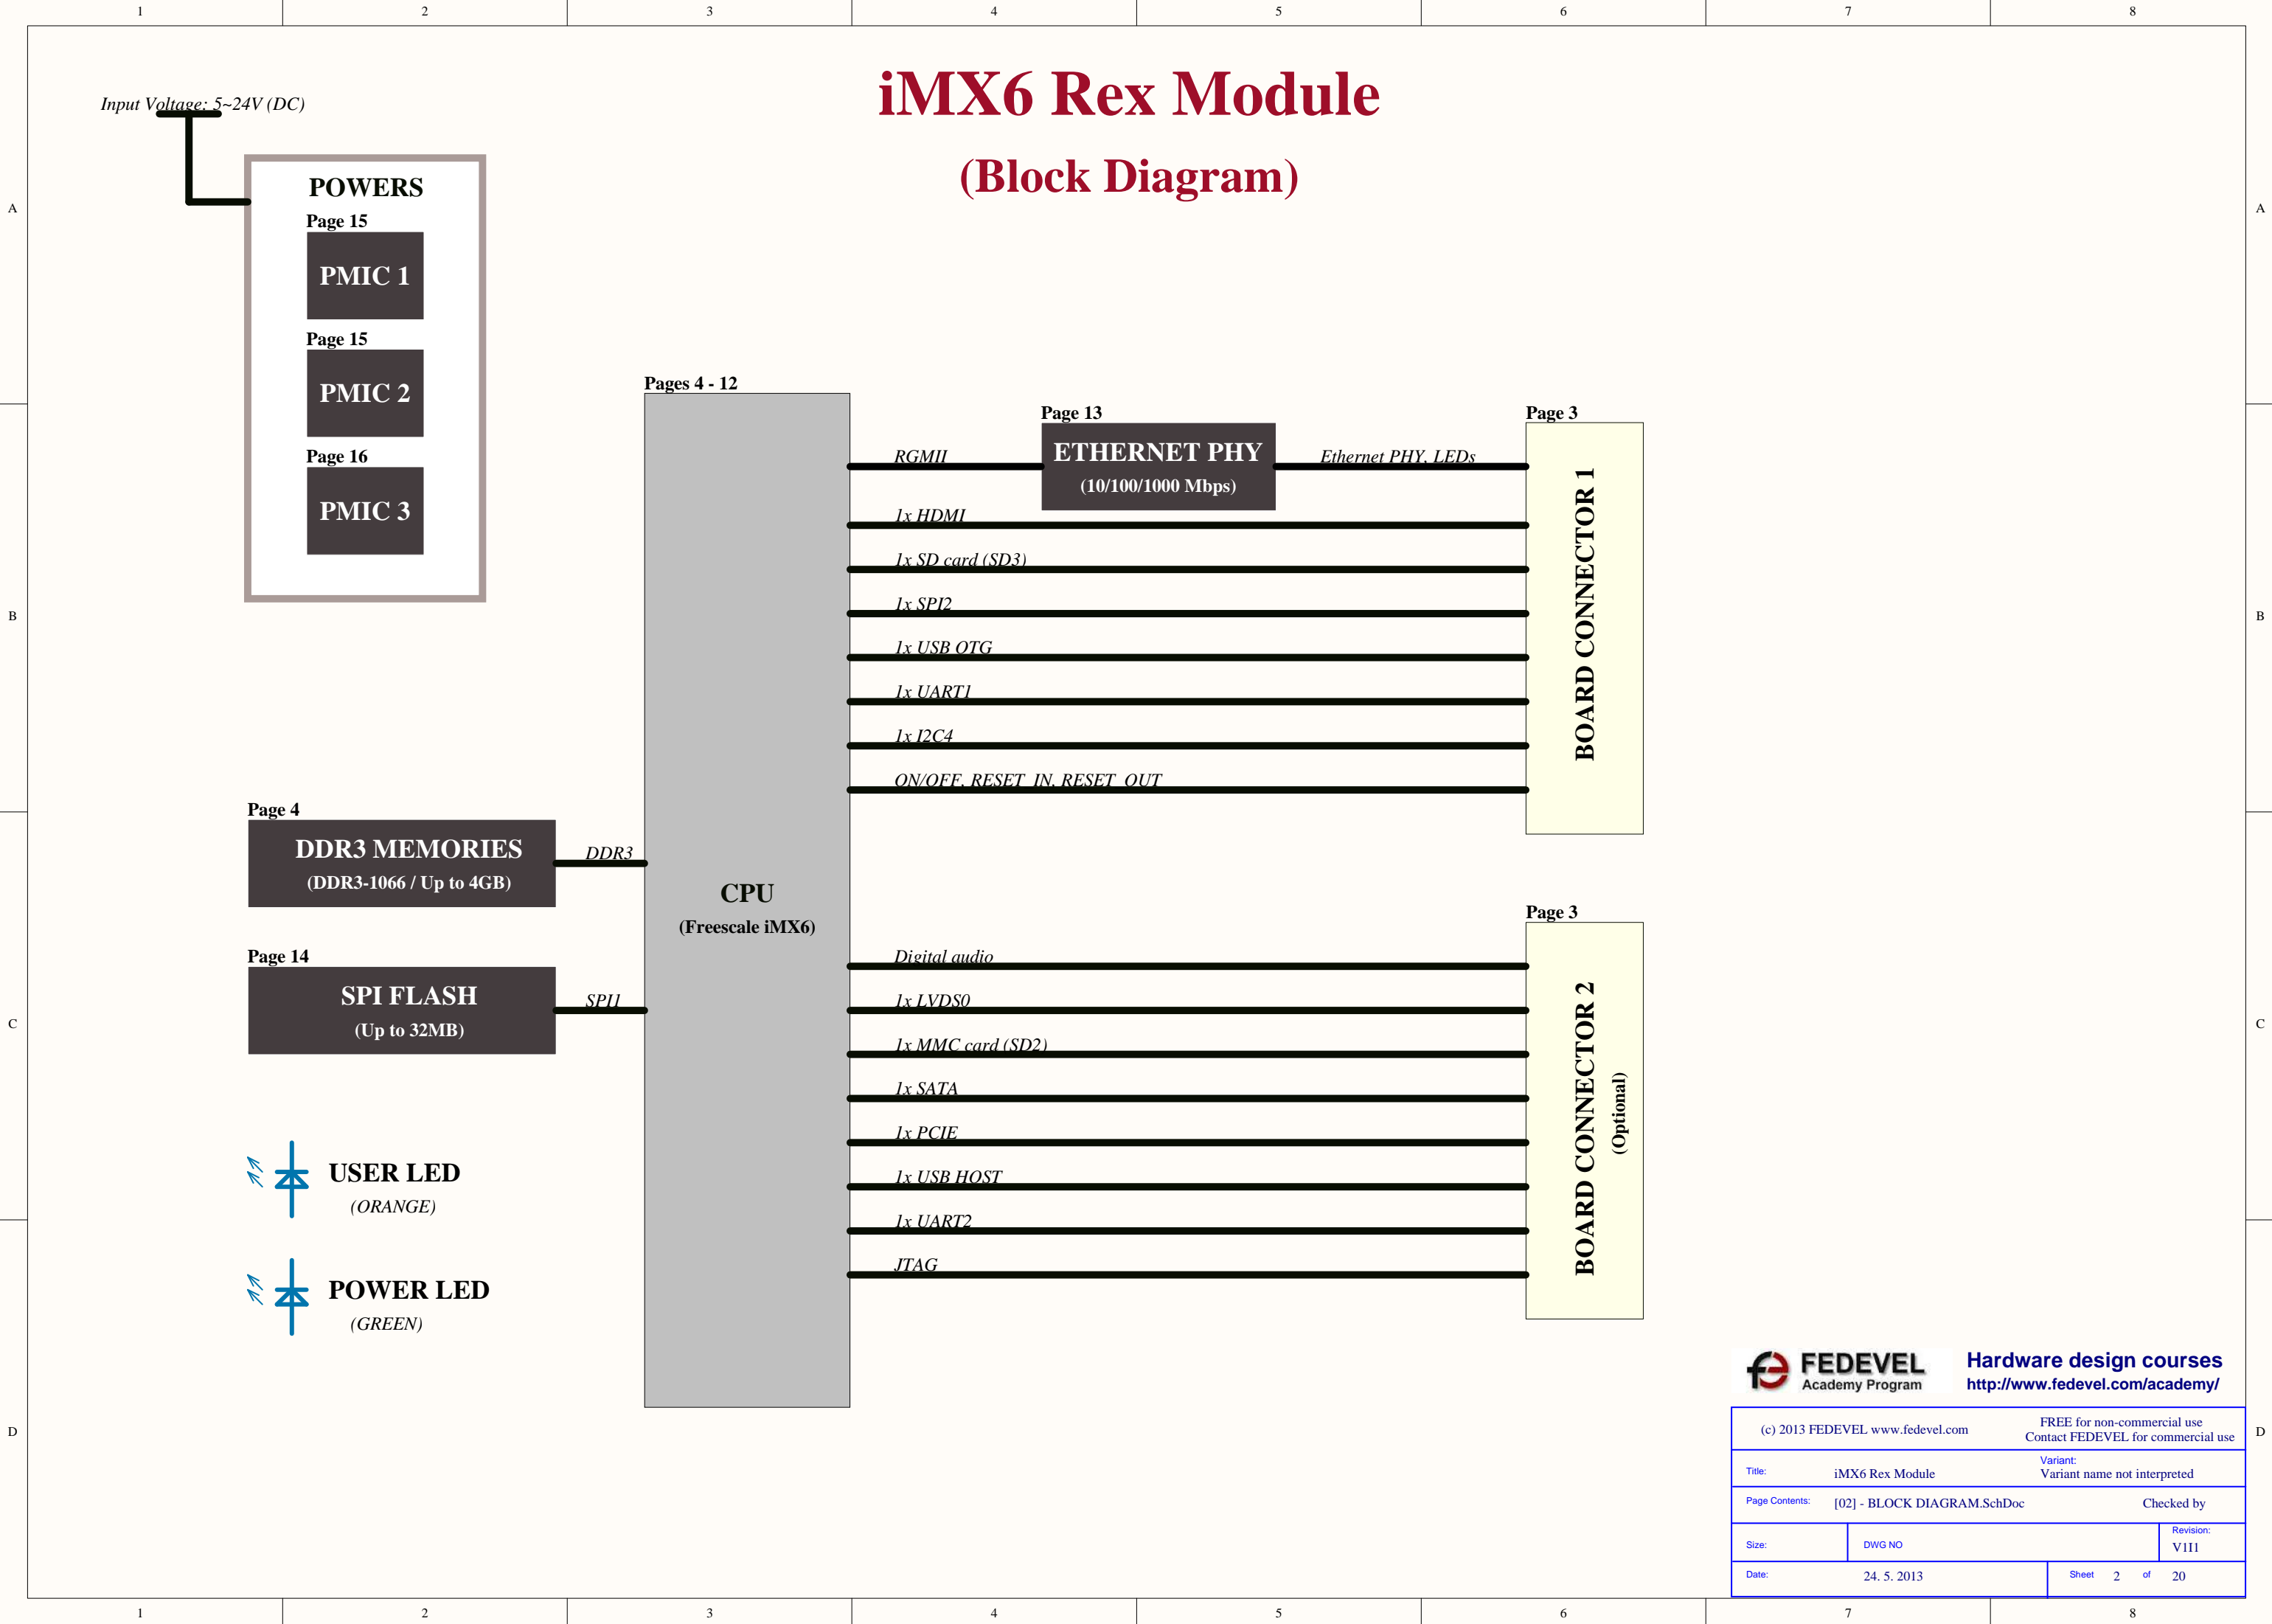 1 2 3 4 5 6 7 8
iMX6 Rex Module
(Block Diagram)
Input Voltage: 5~24V (DC)
POWERS
Page 15
PMIC 1
Page 15
PMIC 2
Page 16
PMIC 3
A A
B B
C C
D D
Pages 4 - 12
CPU
(Freescale iMX6)
Page 13
ETHERNET PHY
(10/100/1000 Mbps)
RGMII
Ethernet PHY, LEDs
1x HDMI
1x SD card (SD3)
1x SPI2
1x USB OTG
1x UART1
1x I2C4
ON/OFF, RESET_IN, RESET_OUT
Page 3
BOARD CONNECTOR 1
Page 4
DDR3 MEMORIES
(DDR3-1066 / Up to 4GB)
DDR3
Page 14
SPI FLASH
(Up to 32MB)
SPI1
Digital audio
1x LVDS0
1x MMC card (SD2)
1x SATA
1x PCIE
1x USB HOST
1x UART2
JTAG
Page 3
BOARD CONNECTOR 2
(Optional)
USER LED
(ORANGE)
POWER LED
(GREEN)
FEDEVEL
Academy Program
Hardware design courses
http://www.fedevel.com/academy/
(c) 2013 FEDEVEL www.fedevel.com
FREE for non-commercial use
Contact FEDEVEL for commercial use
Title: iMX6 Rex Module
Variant:
Variant name not interpreted
Page Contents: [02] - BLOCK DIAGRAM.SchDoc Checked by
Size: DWG NO
Revision:
V1I1
Date: 24. 5. 2013 Sheet 2 of 20
1 2 3 4 5 6 7 8